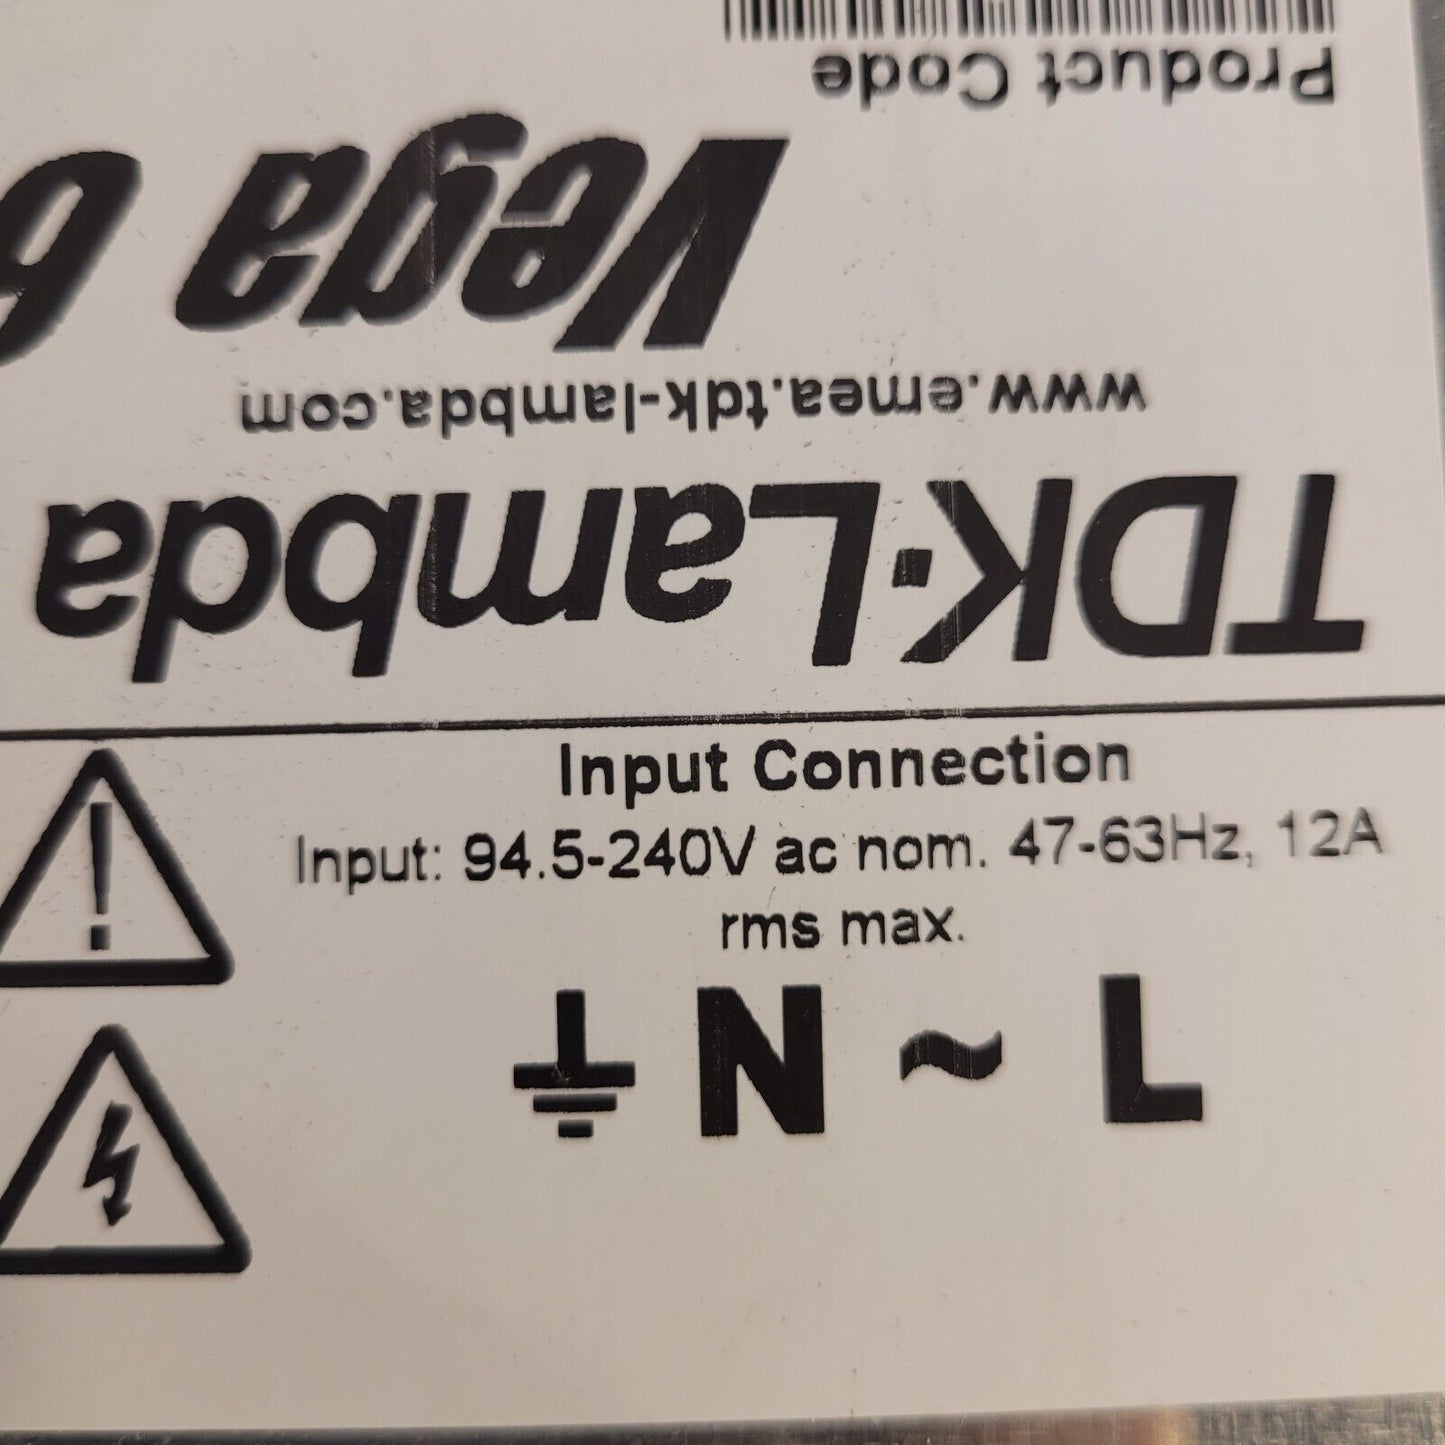 TDK·Lambda
www.emea.tdk-lambda.com
Vega 6
Product Code
Input Connection
Input: 94.5-240V ac nom. 47-63Hz, 12A
rms max.
N ~ L